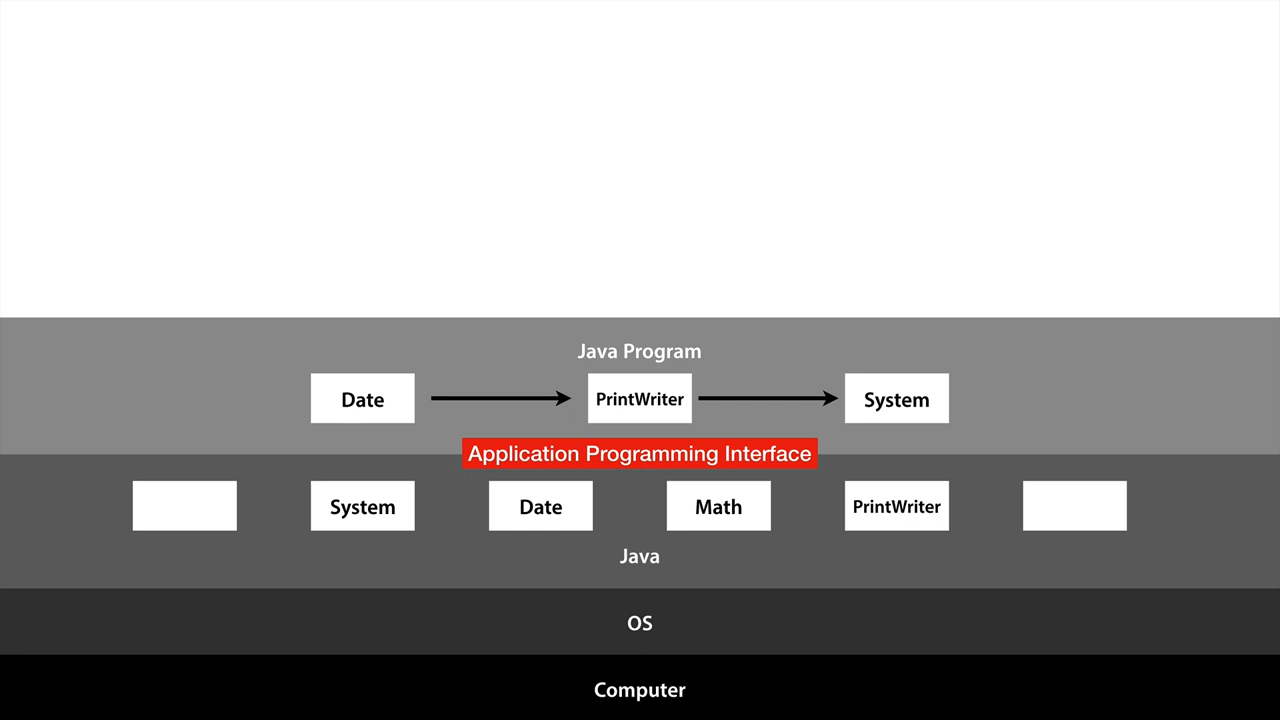 Java Program
Date PrintWriter System
Application Programming Interface
System Date Math PrintWriter
Java
OS
Computer